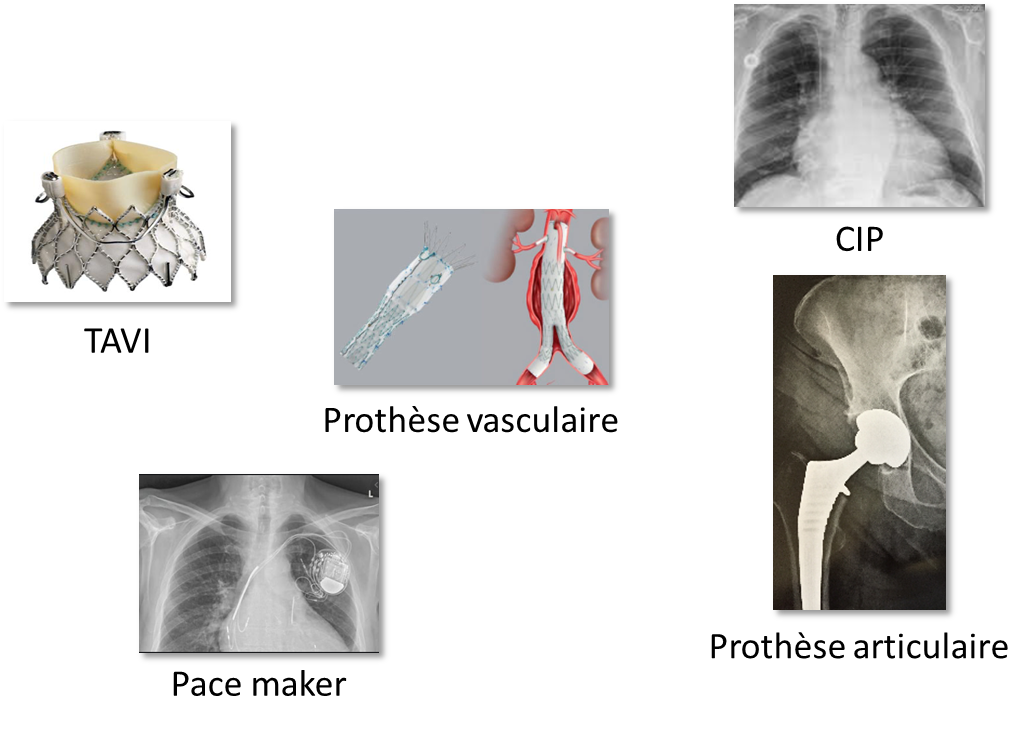 TAVI
Prothèse vasculaire
CIP
Pace maker
L
Prothèse articulaire